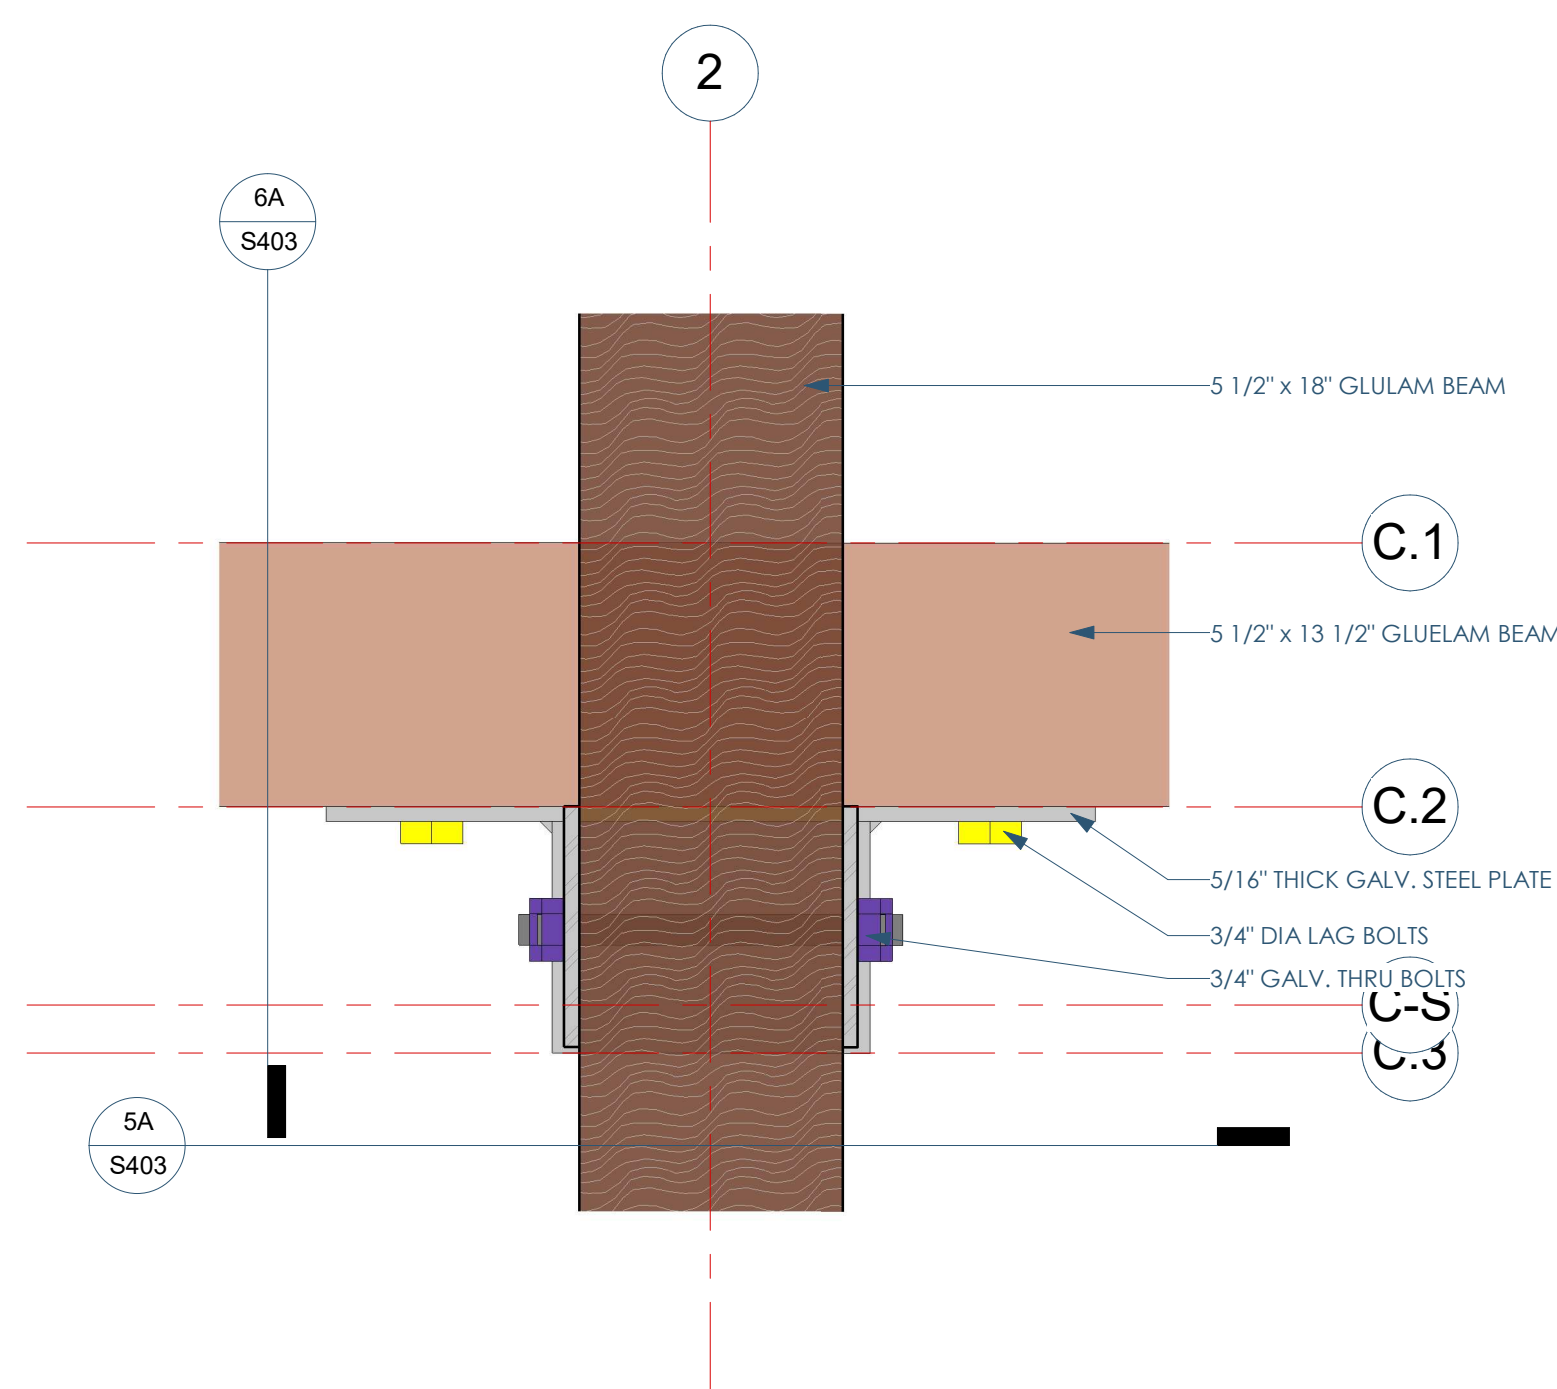 2
6A
S403
5 1/2" x 18" GLULAM BEAM
C.1
5 1/2" x 13 1/2" GLUELAM BEAM
C.2
5/16" THICK GALV. STEEL PLATE
3/4" DIA LAG BOLTS
3/4" GALV. THRU BOLTS
C-S
C.3
5A
S403